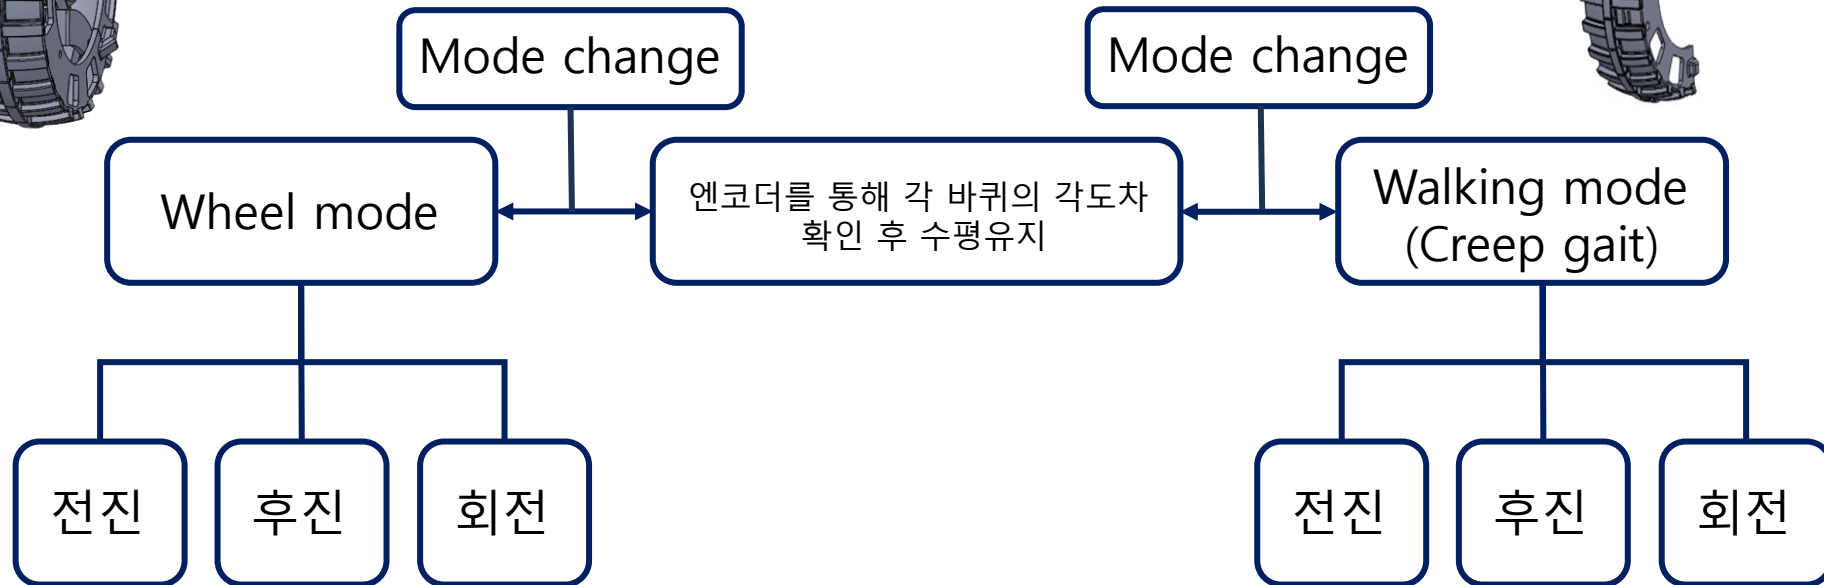 Mode change
Mode change
Wheel mode
엔코더를 통해 각 바퀴의 각도차
확인 후 수평유지
Walking mode
(Creep gait)
전진
후진
회전
전진
후진
회전